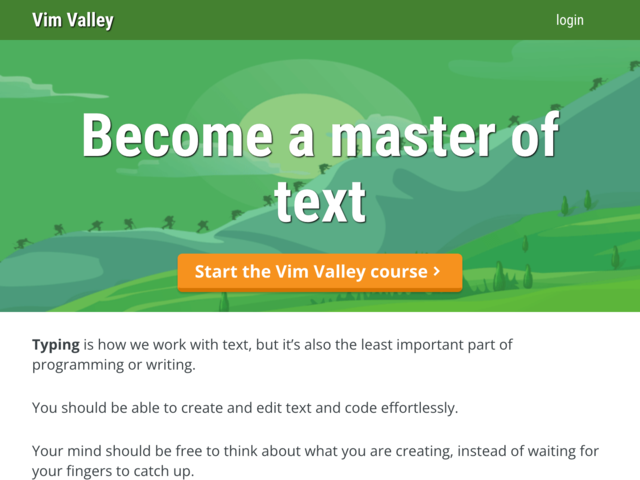 Vim Valley
login
Become a master of
text
Start the Vim Valley course
Typing is how we work with text, but it’s also the least important part of
programming or writing.
You should be able to create and edit text and code effortlessly.
Your mind should be free to think about what you are creating, instead of waiting for
your fingers to catch up.